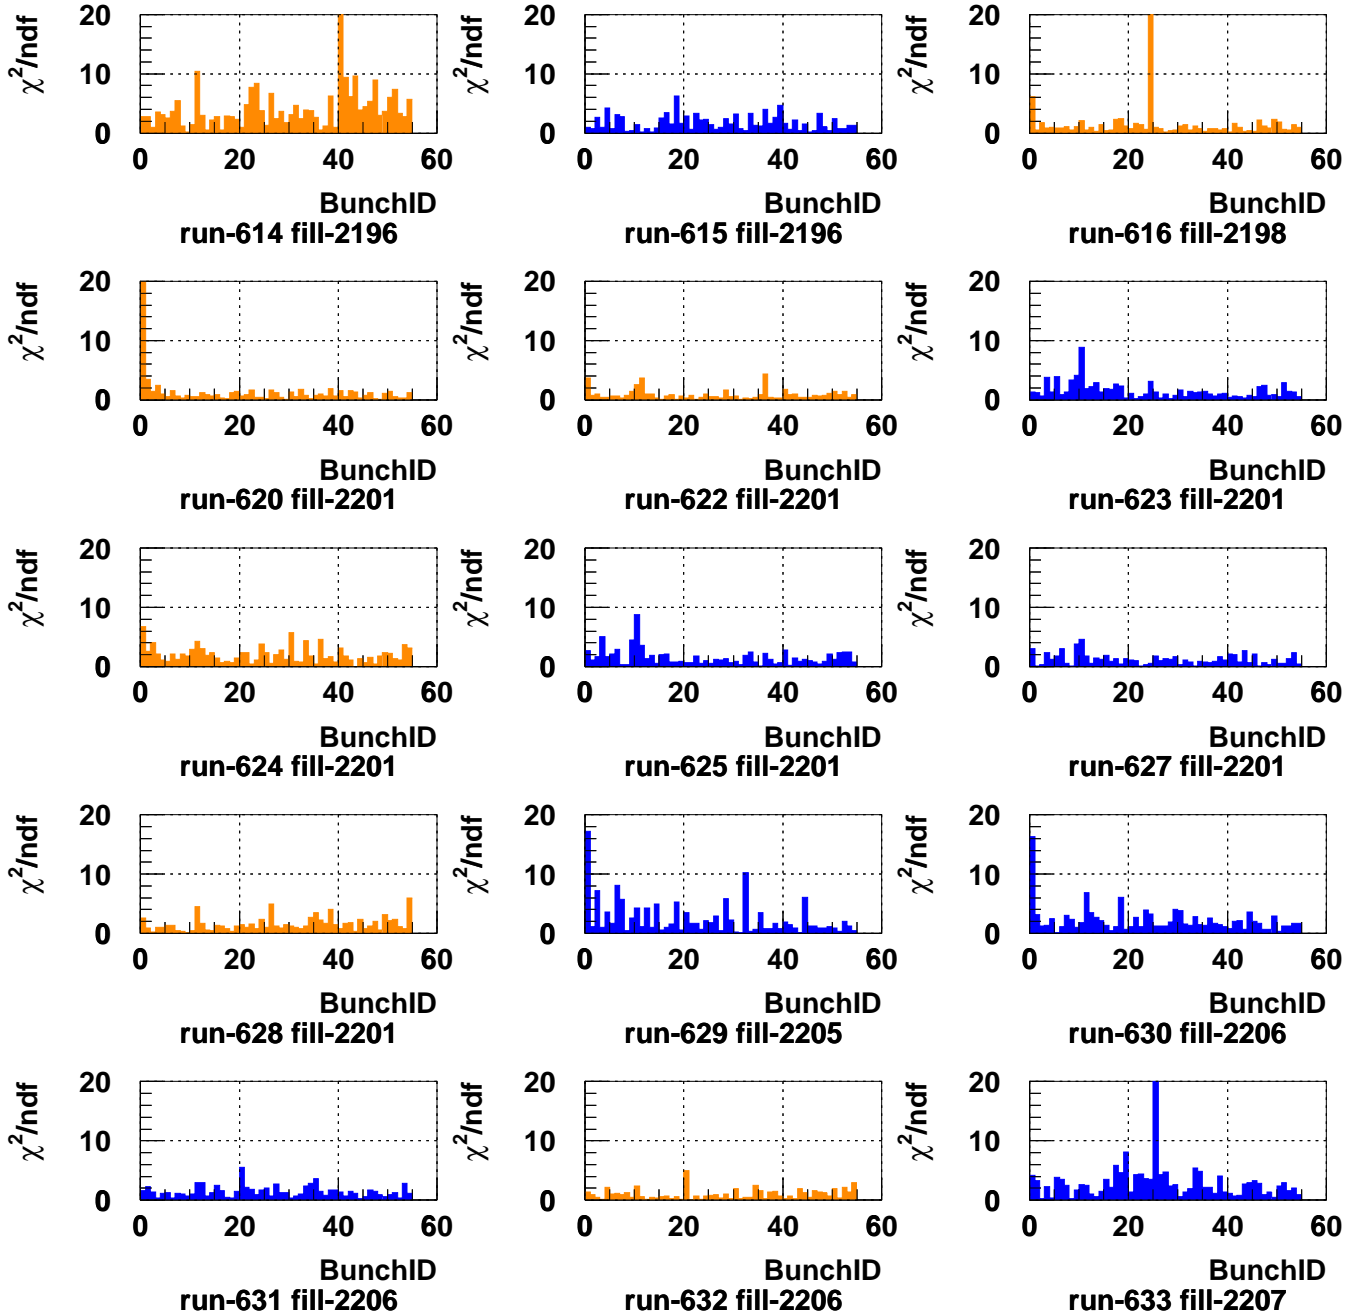 χ²/ndf 20 10 0 0 20 40 60 BunchID run-614 fill-2196
χ²/ndf 20 10 0 0 20 40 60 BunchID run-615 fill-2196
χ²/ndf 20 10 0 0 20 40 60 BunchID run-616 fill-2198
χ²/ndf 20 10 0 0 20 40 60 BunchID run-620 fill-2201
χ²/ndf 20 10 0 0 20 40 60 BunchID run-622 fill-2201
χ²/ndf 20 10 0 0 20 40 60 BunchID run-623 fill-2201
χ²/ndf 20 10 0 0 20 40 60 BunchID run-624 fill-2201
χ²/ndf 20 10 0 0 20 40 60 BunchID run-625 fill-2201
χ²/ndf 20 10 0 0 20 40 60 BunchID run-627 fill-2201
χ²/ndf 20 10 0 0 20 40 60 BunchID run-628 fill-2201
χ²/ndf 20 10 0 0 20 40 60 BunchID run-629 fill-2205
χ²/ndf 20 10 0 0 20 40 60 BunchID run-630 fill-2206
χ²/ndf 20 10 0 0 20 40 60 BunchID run-631 fill-2206
χ²/ndf 20 10 0 0 20 40 60 BunchID run-632 fill-2206
χ²/ndf 20 10 0 0 20 40 60 BunchID run-633 fill-2207